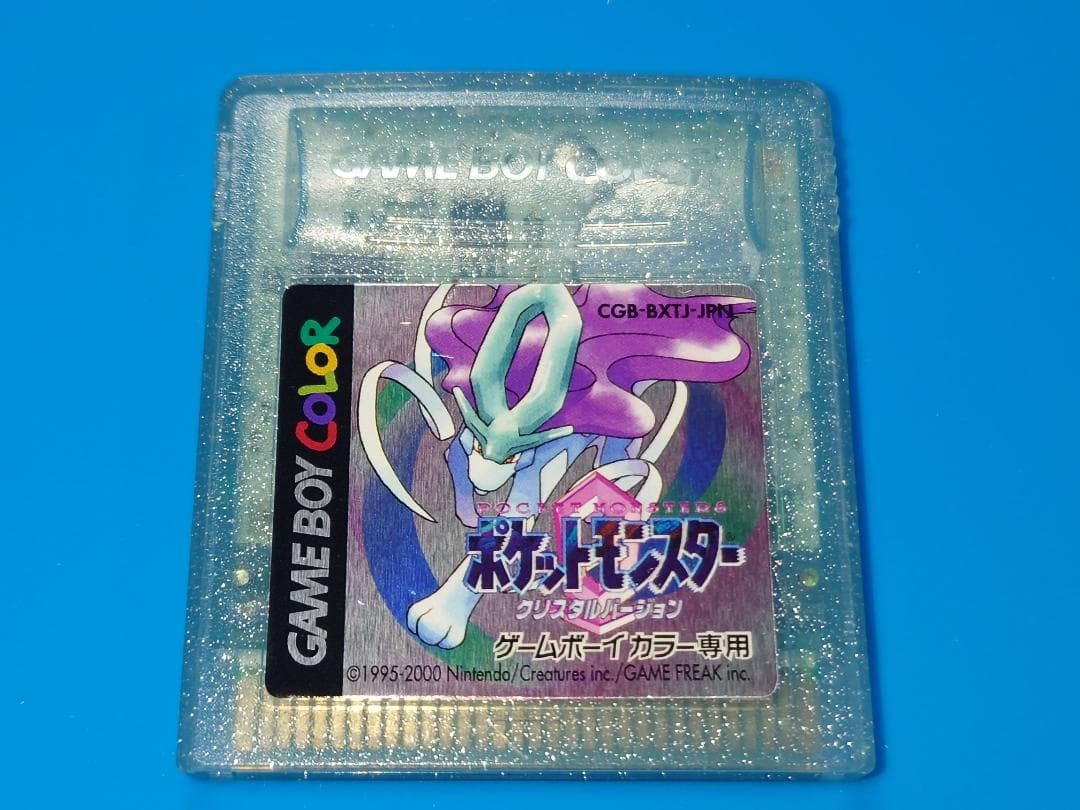 GAME BOY COLOR
CGB-BXTJ-JPN
GAME BOY COLOR
POCKET MONSTERS
ポケットモンスター
クリスタルバージョン
ゲームボーイカラー専用
©1995-2000 Nintendo/Creatures inc./GAME FREAK inc.